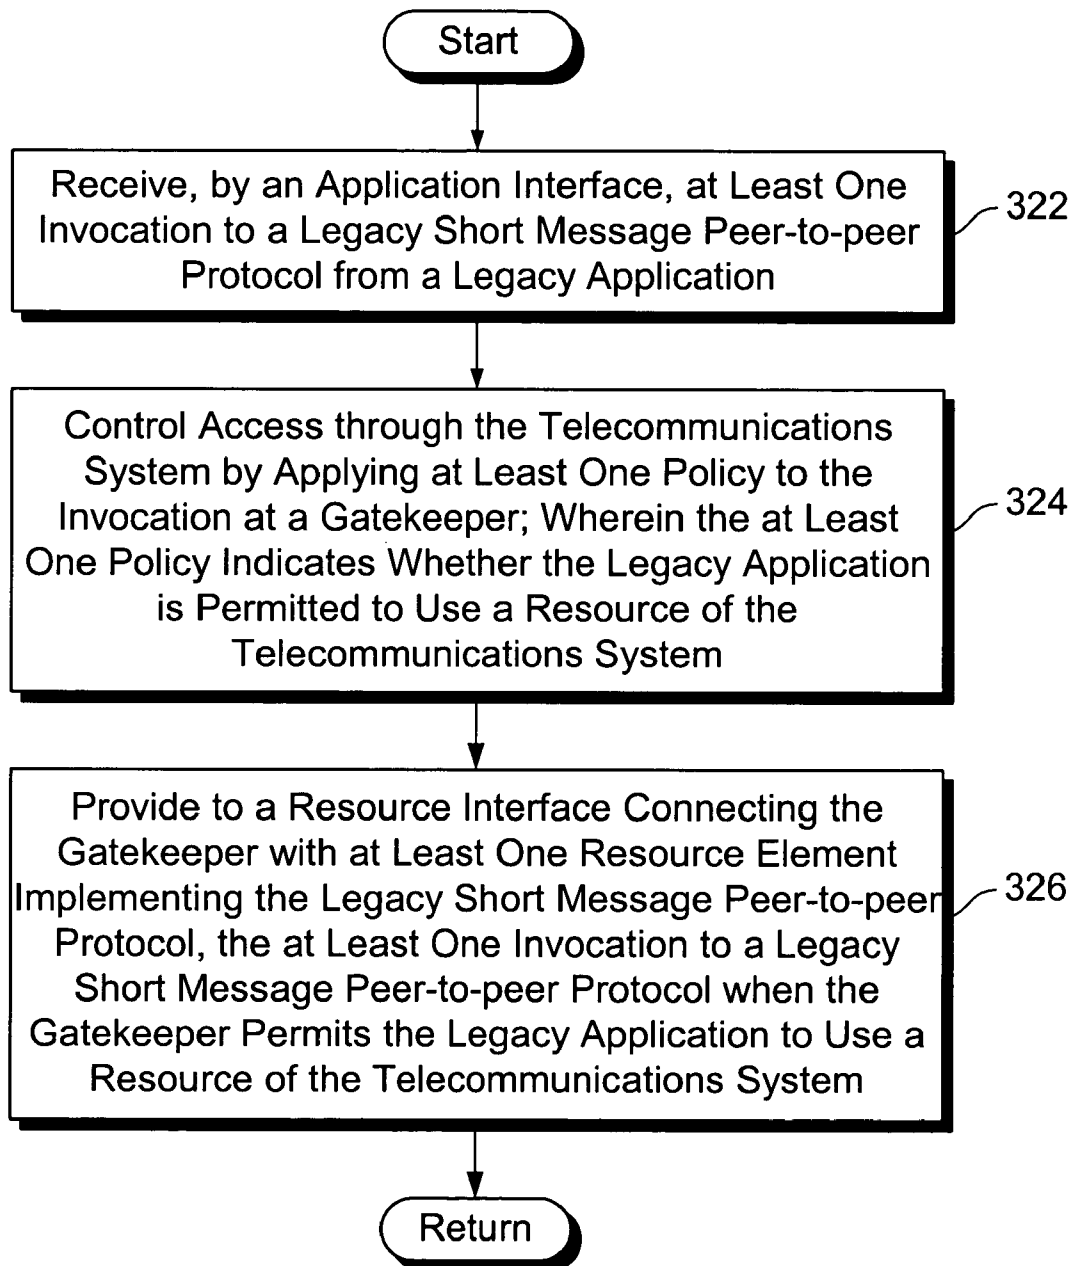 Start
Receive, by an Application Interface, at Least One
Invocation to a Legacy Short Message Peer-to-peer
Protocol from a Legacy Application
322
Control Access through the Telecommunications
System by Applying at Least One Policy to the
Invocation at a Gatekeeper; Wherein the at Least
One Policy Indicates Whether the Legacy Application
is Permitted to Use a Resource of the
Telecommunications System
324
Provide to a Resource Interface Connecting the
Gatekeeper with at Least One Resource Element
Implementing the Legacy Short Message Peer-to-peer
Protocol, the at Least One Invocation to a Legacy
Short Message Peer-to-peer Protocol when the
Gatekeeper Permits the Legacy Application to Use a
Resource of the Telecommunications System
326
Return